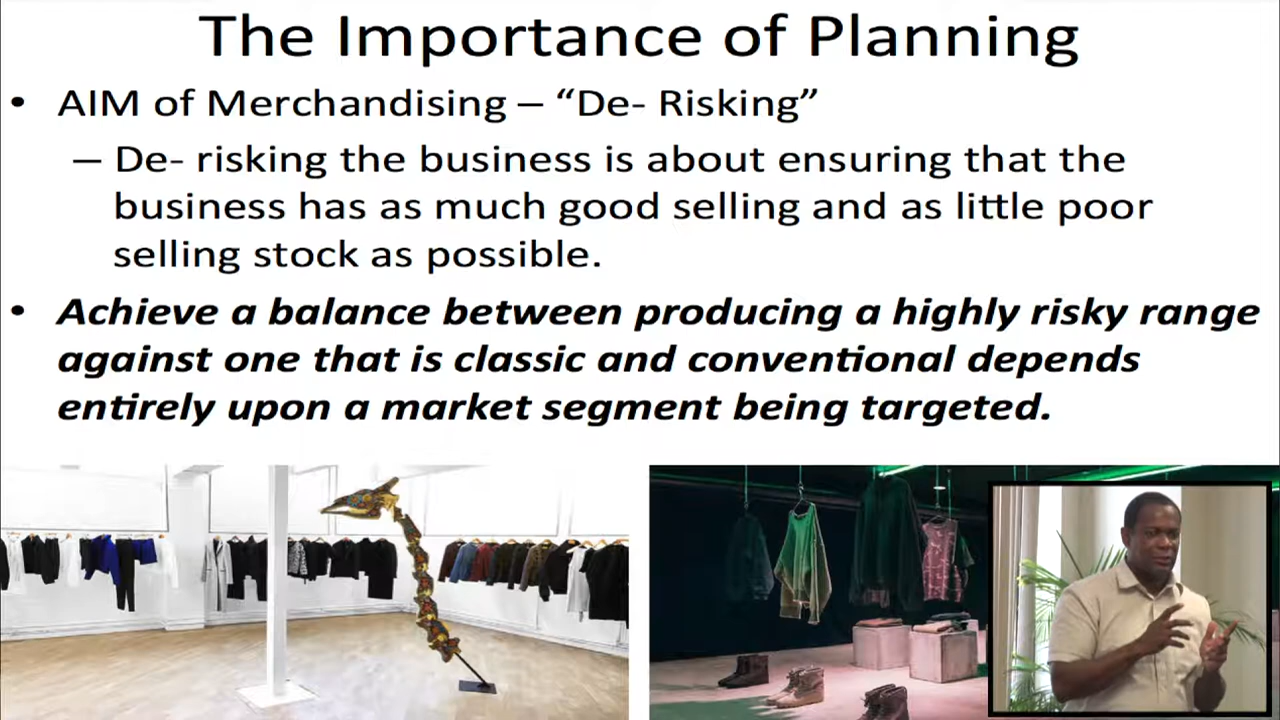 The Importance of Planning
• AIM of Merchandising – “De- Risking”
– De- risking the business is about ensuring that the
business has as much good selling and as little poor
selling stock as possible.
• Achieve a balance between producing a highly risky range
against one that is classic and conventional depends
entirely upon a market segment being targeted.